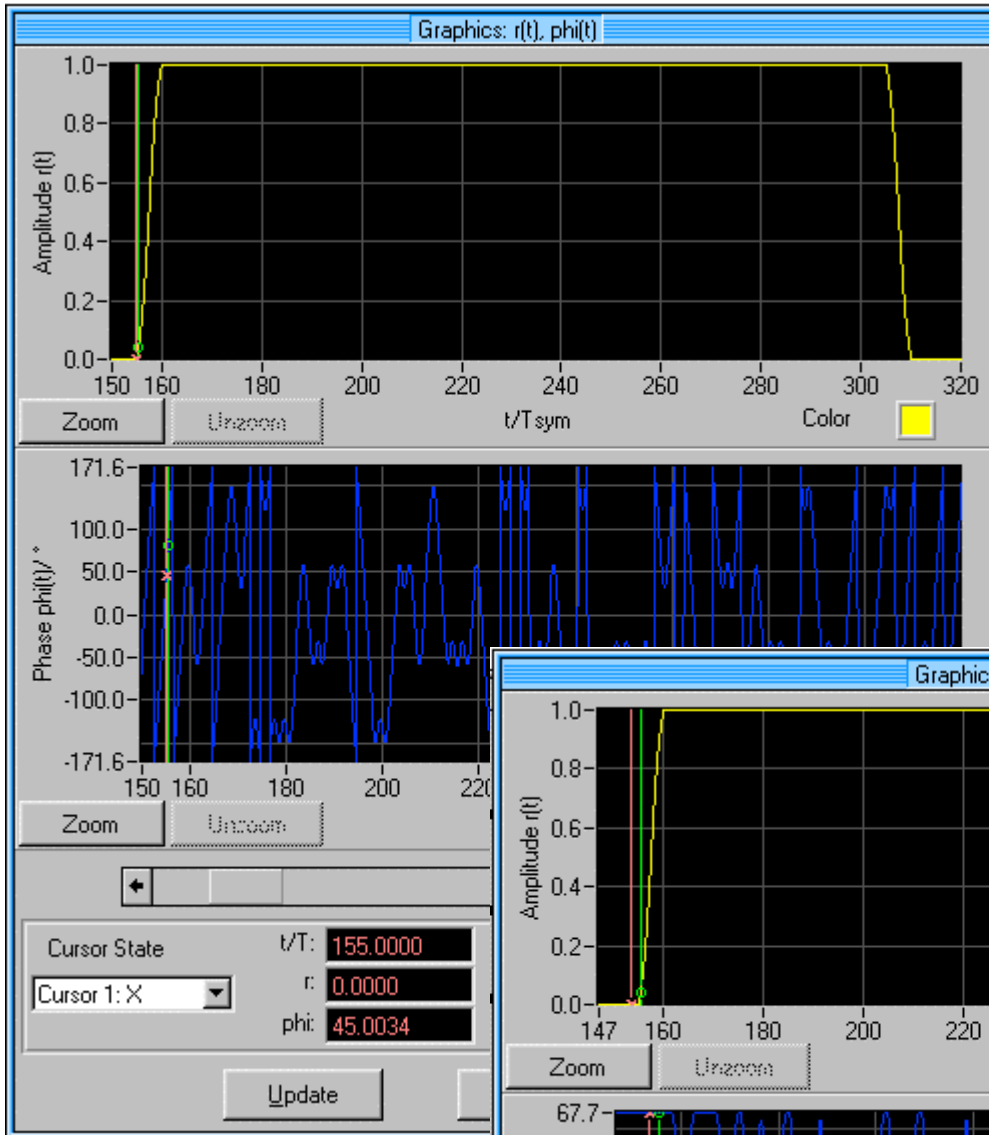 Graphics: r(t), phi(t)
Amplitude r(t)
1.0
0.8
0.6
0.4
0.2
0.0
150 160 180 200 220 240 260 280 300 320
Zoom Unzoom t/Tsym Color
Phase phi(t)/ °
171.6
100.0
50.0
0.0
-50.0
-100.0
-171.6
150 180 200 220
Zoom Unzoom
Cursor State
Cursor 1: X
t/T: 155.0000
r: 0.0000
phi: 45.0034
Update
Graphic
Amplitude r(t)
1.0
0.8
0.6
0.4
0.2
0.0
147 160 180 200 220
Zoom Unzoom
67.7